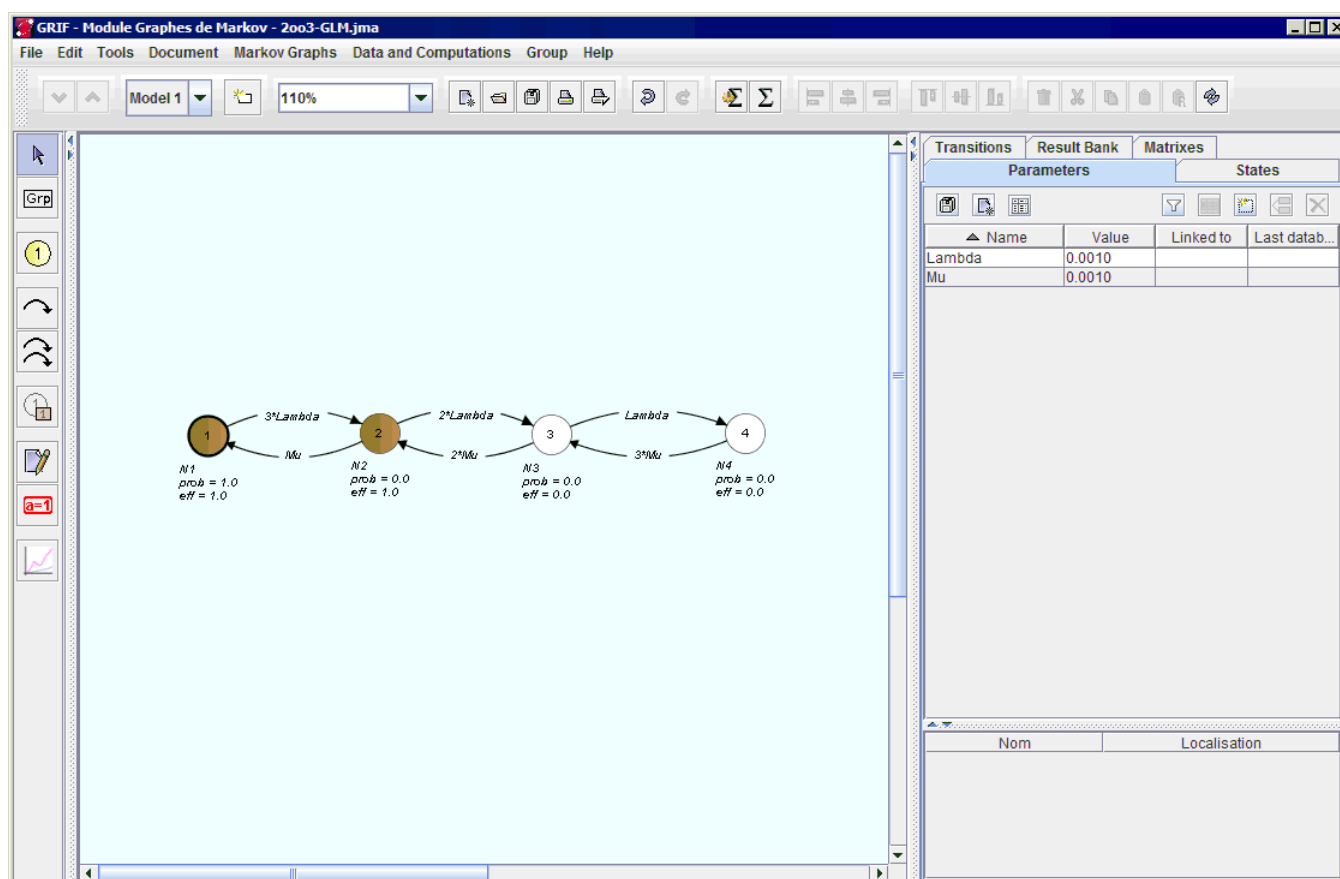 GRIF - Module Graphes de Markov - 2oo3-GLM.jma
File Edit Tools Document Markov Graphs Data and Computations Group Help
Model 1 110% Σ Σ
Transitions Result Bank Matrixes
Parameters States
Grp
Name Value Linked to Last datab...
Lambda 0.0010
Mu 0.0010
1
1 1
a=1
3*Lambda 2*Lambda Lambda
1 2 3 4
Mu 2*Mu 3*Mu
N1
prob = 1.0
eff = 1.0
N2
prob = 0.0
eff = 1.0
N3
prob = 0.0
eff = 0.0
N4
prob = 0.0
eff = 0.0
Nom Localisation